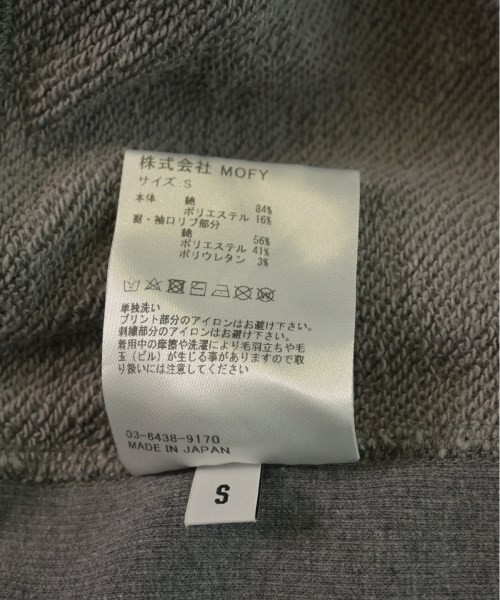 株式会社 MOFY
サイズ S
本体 綿 84%
ポリエステル 16%
裾・袖口リブ部分
綿 56%
ポリエステル 41%
ポリウレタン 3%
単独洗い
プリント部分のアイロンはお避け下さい。
刺繍部分のアイロンはお避け下さい。
着用中の摩擦や洗濯により毛羽立ちや毛
玉(ピル)が生じる事がありますので取
り扱いには注意してください
03-6438-9170
MADE IN JAPAN
S